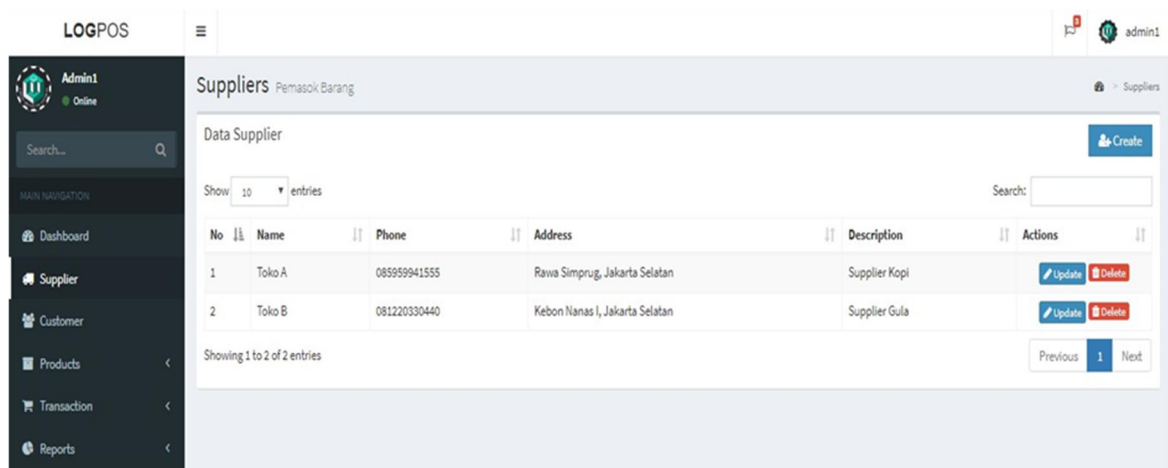 LOGPOS
3
admin1
Admin1
Online
Search...
MAIN NAVIGATION
Dashboard
Supplier
Customer
Products
Transaction
Reports
Suppliers Pemasok Barang
> Suppliers
Data Supplier
Create
Show 10 entries
Search:
No Name Phone Address Description Actions
1 Toko A 085959941555 Rawa Simprug, Jakarta Selatan Supplier Kopi Update Delete
2 Toko B 081220330440 Kebon Nanas I, Jakarta Selatan Supplier Gula Update Delete
Showing 1 to 2 of 2 entries
Previous 1 Next